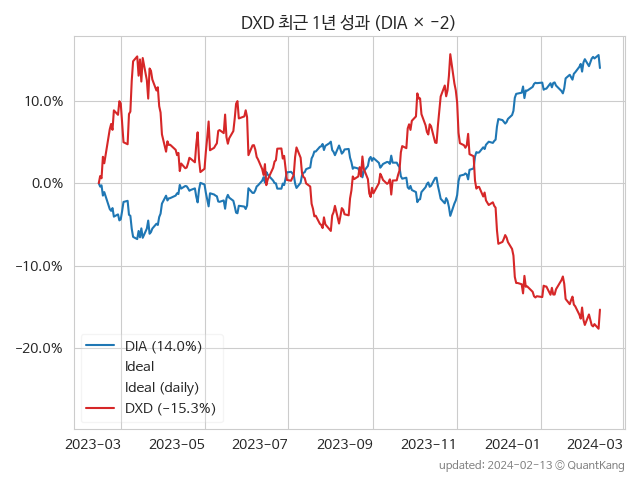 DXD 최근 1년 성과 (DIA × −2)
10.0%
0.0%
−10.0%
−20.0%
DIA (14.0%)
Ideal
Ideal (daily)
DXD (−15.3%)
2023-03 2023-05 2023-07 2023-09 2023-11 2024-01 2024-03
updated: 2024-02-13 © QuantKang